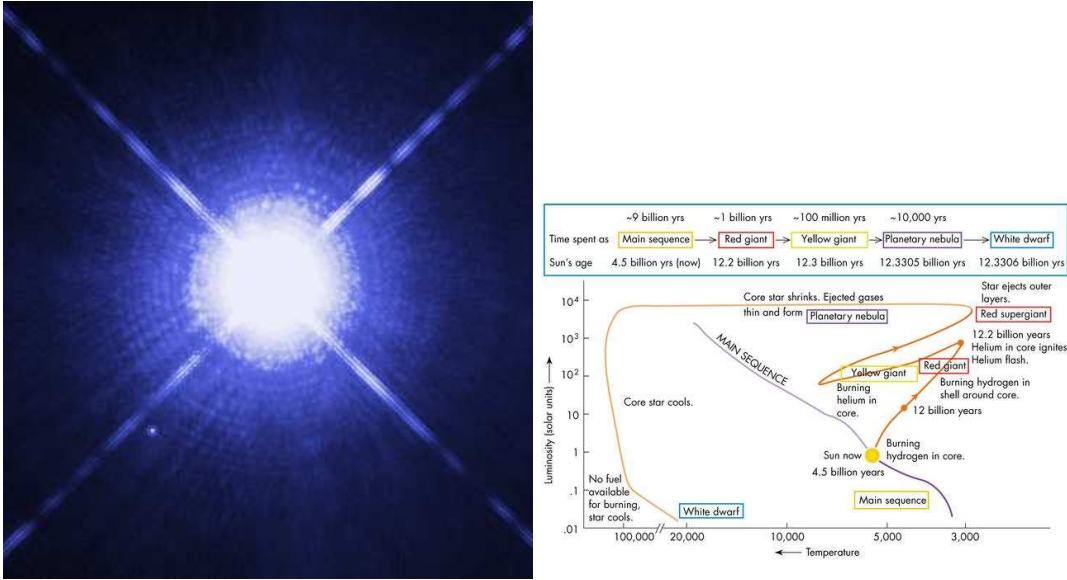 ~9 billion yrs ~1 billion yrs ~100 million yrs ~10,000 yrs
Time spent as Main sequence Red giant Yellow giant Planetary nebula White dwarf
Sun's age 4.5 billion yrs (now) 12.2 billion yrs 12.3 billion yrs 12.3305 billion yrs 12.3306 billion yrs
Star ejects outer
layers.
Red supergiant
Core star shrinks. Ejected gases
thin and form Planetary nebula
12.2 billion years
Helium in core ignites
Helium flash.
MAIN SEQUENCE
Yellow giant
Red giant
Burning
helium in
core.
Burning hydrogen in
shell around core.
12 billion years
Core star cools.
Sun now
4.5 billion years
Burning
hydrogen in core.
No fuel
available
for burning,
star cools.
White dwarf
Main sequence
Luminosity (solar units)
10⁴
10³
10²
10
1
.1
.01
100,000 20,000 10,000 5,000 3,000
Temperature